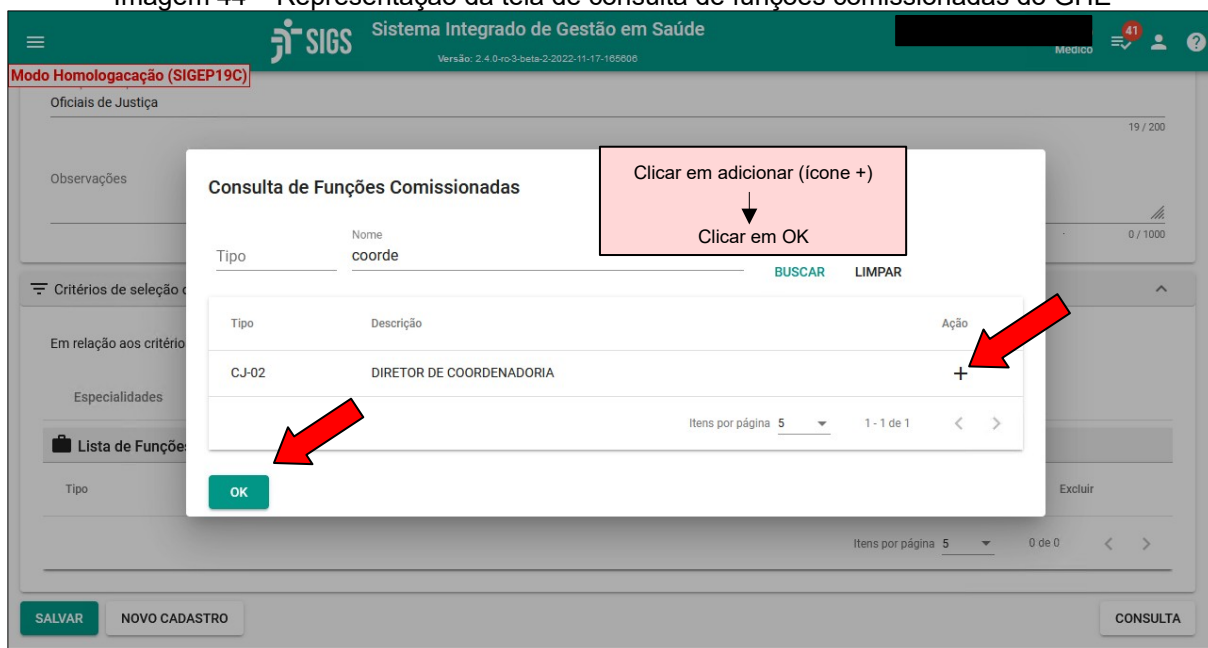 Imagem 44 – Representação da tela de consulta de funções comissionadas do GHE
SIGS
Sistema Integrado de Gestão em Saúde
Versão: 2.4.0-ro-3-beta-2-2022-11-17-165606
Médico
41
Modo Homologacação (SIGEP19C)
Oficiais de Justiça
19 / 200
Observações
0 / 1000
Consulta de Funções Comissionadas
Clicar em adicionar (ícone +)
Clicar em OK
Tipo
Nome
coorde
BUSCAR LIMPAR
Critérios de seleção
Tipo Descrição Ação
Em relação aos
CJ-02 DIRETOR DE COORDENADORIA +
Especialidades
Itens por página 5 1 - 1 de 1
Lista de
Tipo
OK
Excluir
Itens por página 5 0 de 0
SALVAR NOVO CADASTRO CONSULTA